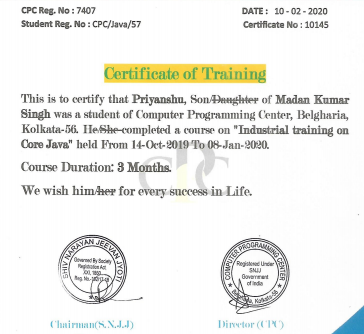 CPC Reg. No : 7407
DATE : 10 - 02 - 2020
Student Reg. No : CPC/Java/57
Certificate No : 10145
Certificate of Training
This is to certify that Priyanshu, Son/Daughter of Madan Kumar
Singh was a student of Computer Programming Center, Belgharia,
Kolkata-56. He/She completed a course on "Industrial training on
Core Java" held From 14-Oct-2019 To 08-Jan-2020.
Course Duration: 3 Months.
CPC
We wish him/her for every success in Life.
SHIV NARAYAN JEEVAN JYOTI
Governed By Society
Registration Act
XXI, 1860
COMPUTER PROGRAMMING CENTER
Registered Under
SNJJ
Government
of India
Belgharia, Kolkata-56
Chairman(S.N.J.J)
Director (CPC)